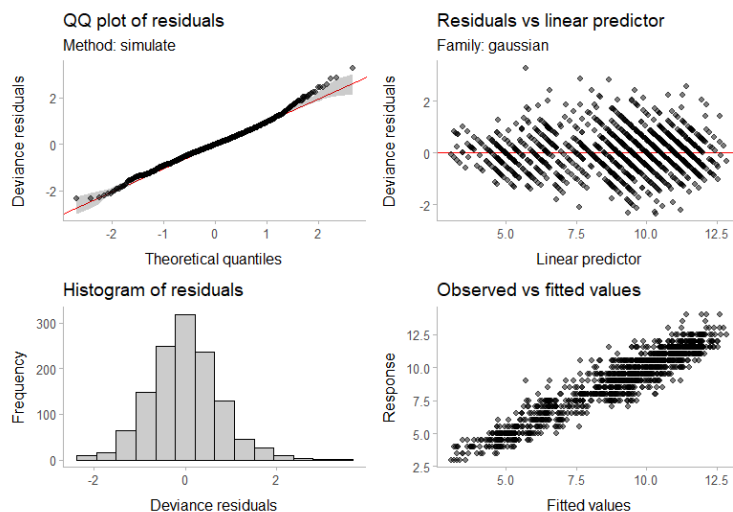 QQ plot of residuals
Method: simulate
Deviance residuals
2
0
-2
-2
-1
0
1
2
Theoretical quantiles
Residuals vs linear predictor
Family: gaussian
Deviance residuals
2
0
-2
5.0
7.5
10.0
12.5
Linear predictor
Histogram of residuals
Frequency
300
200
100
0
-2
0
2
Deviance residuals
Observed vs fitted values
Response
12.5
10.0
7.5
5.0
2.5
5.0
7.5
10.0
12.5
Fitted values